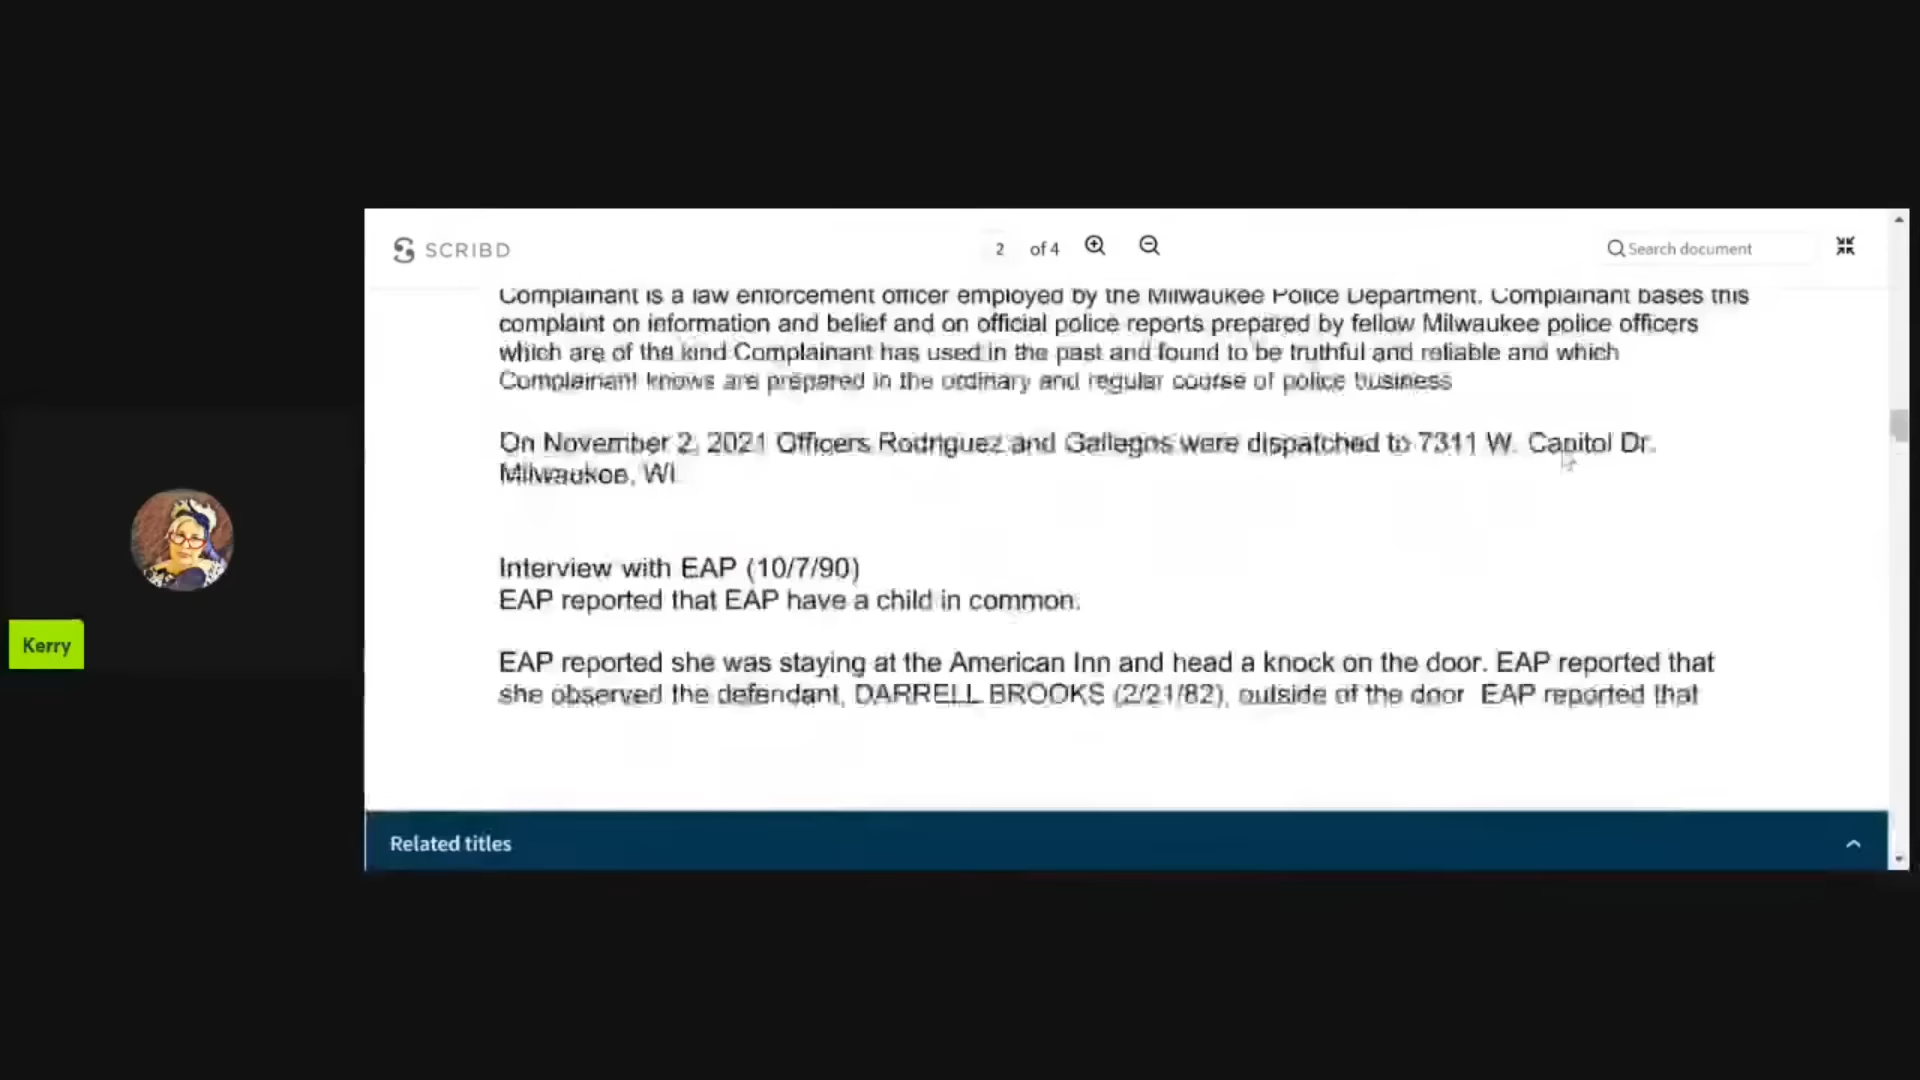 SCRIBD
2 of 4
Search document
Complainant is a law enforcement officer employed by the Milwaukee Police Department. Complainant bases this
complaint on information and belief and on official police reports prepared by fellow Milwaukee police officers
which are of the kind Complainant has used in the past and found to be truthful and reliable and which
Complainant knows are prepared in the ordinary and regular course of police business
On November 2, 2021 Officers Rodriguez and Gallegos were dispatched to 7311 W. Capitol Dr.
Milwaukee, WI
Interview with EAP (10/7/90)
EAP reported that EAP have a child in common.
Kerry
EAP reported she was staying at the American Inn and head a knock on the door. EAP reported that
she observed the defendant, DARRELL BROOKS (2/21/82), outside of the door EAP reported that
Related titles